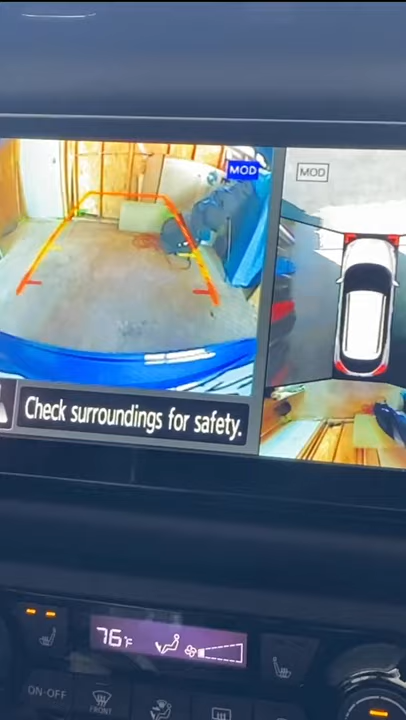 MOD
MOD
Check surroundings for safety.
76°F
ON·OFF
FRONT